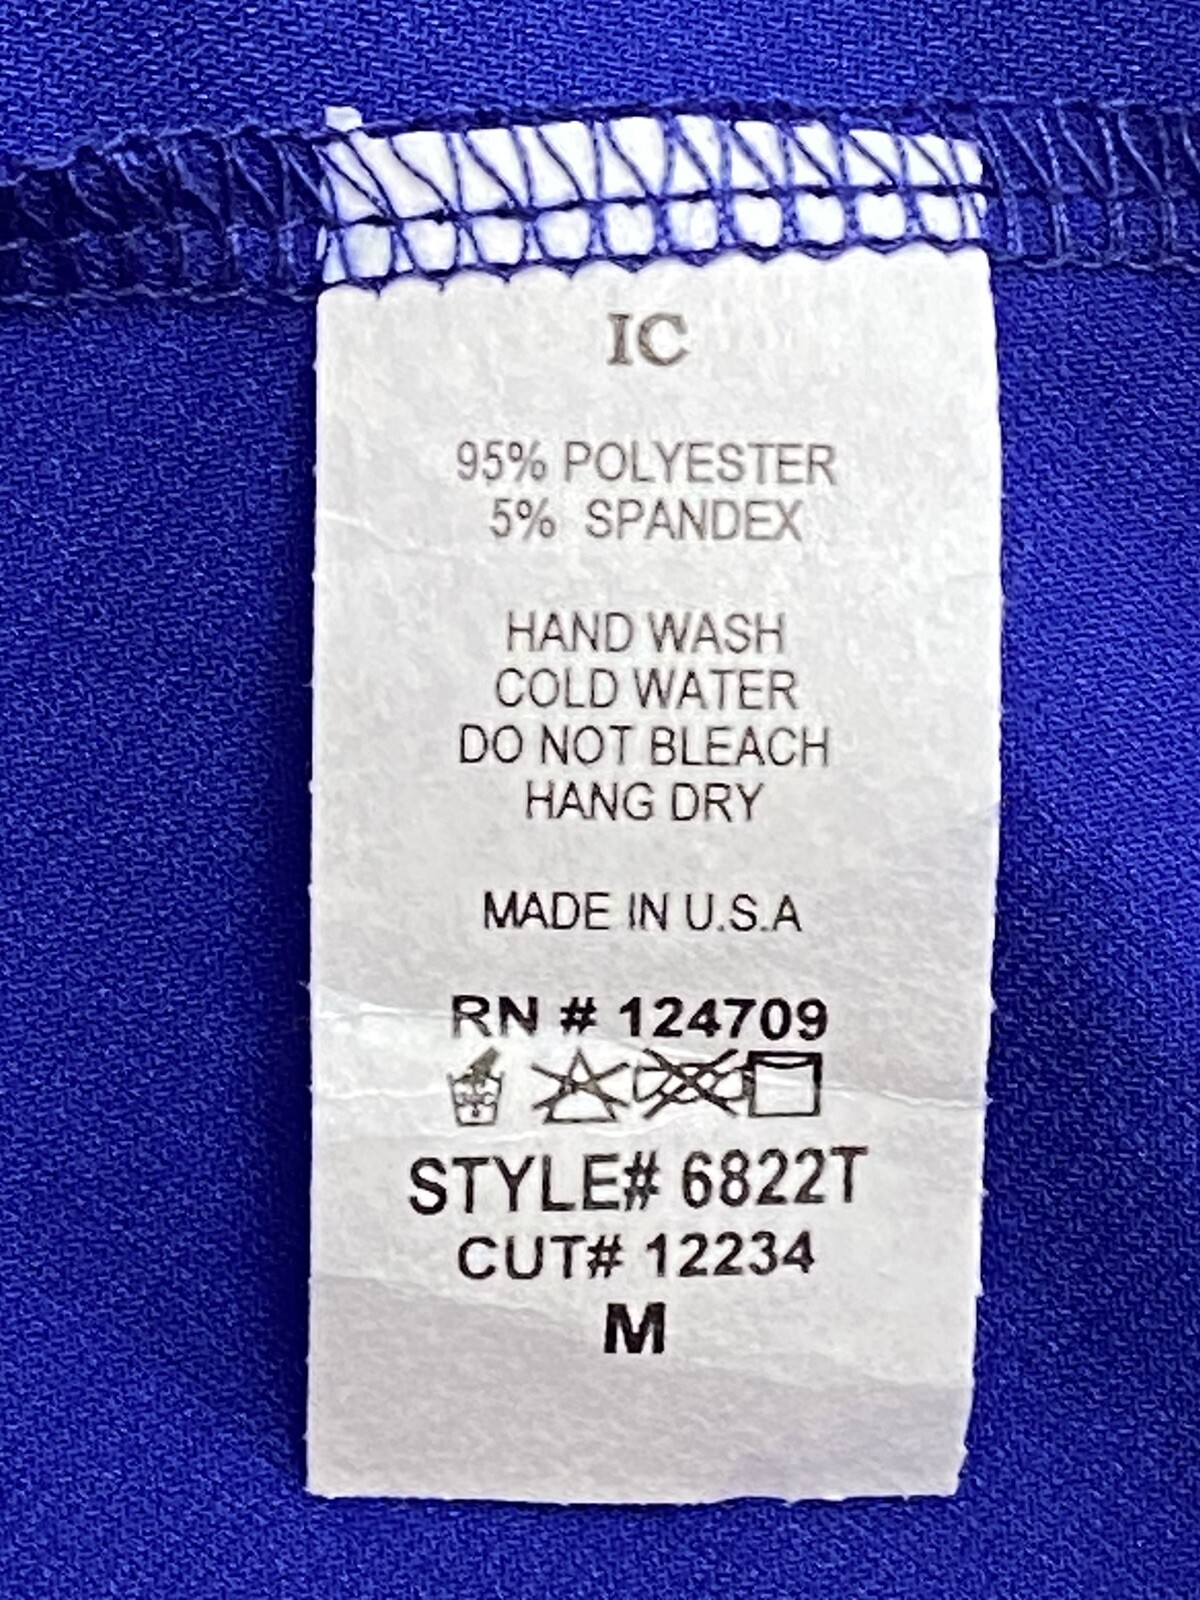 IC
95% POLYESTER
5% SPANDEX
HAND WASH
COLD WATER
DO NOT BLEACH
HANG DRY
MADE IN U.S.A
RN # 124709
STYLE# 6822T
CUT# 12234
M